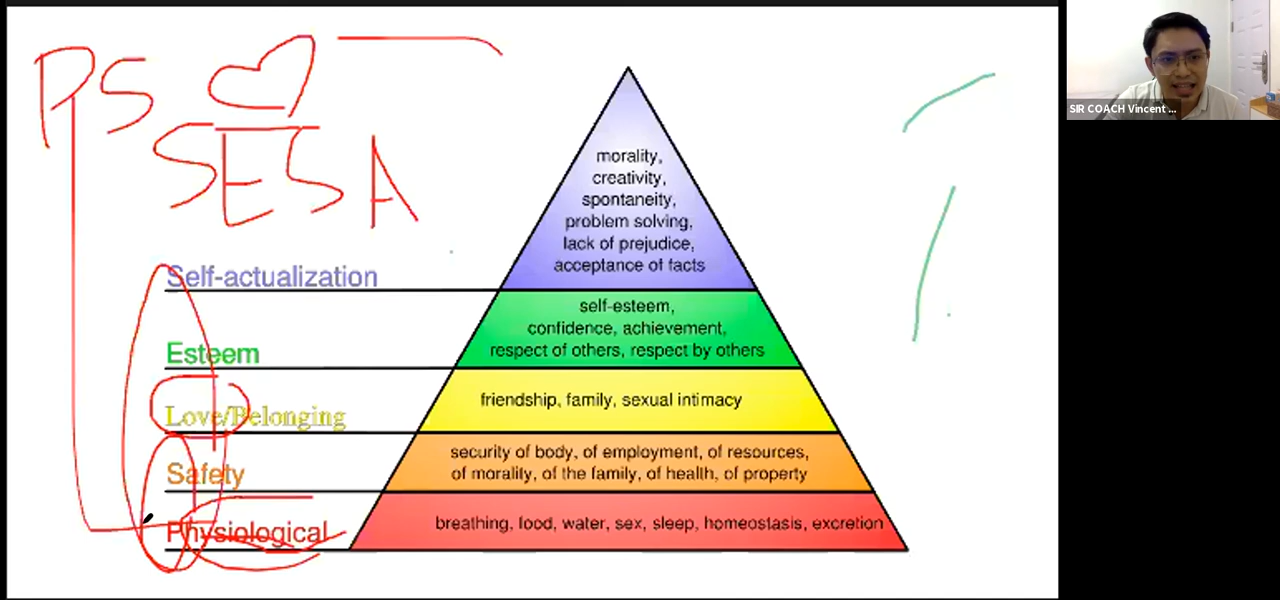 PS
SESA
morality,
creativity,
spontaneity,
problem solving,
lack of prejudice,
acceptance of facts
Self-actualization
self-esteem,
confidence, achievement,
respect of others, respect by others
Esteem
friendship, family, sexual intimacy
Love/Belonging
security of body, of employment, of resources,
of morality, of the family, of health, of property
Safety
breathing, food, water, sex, sleep, homeostasis, excretion
Physiological
SIR COACH Vincent ...